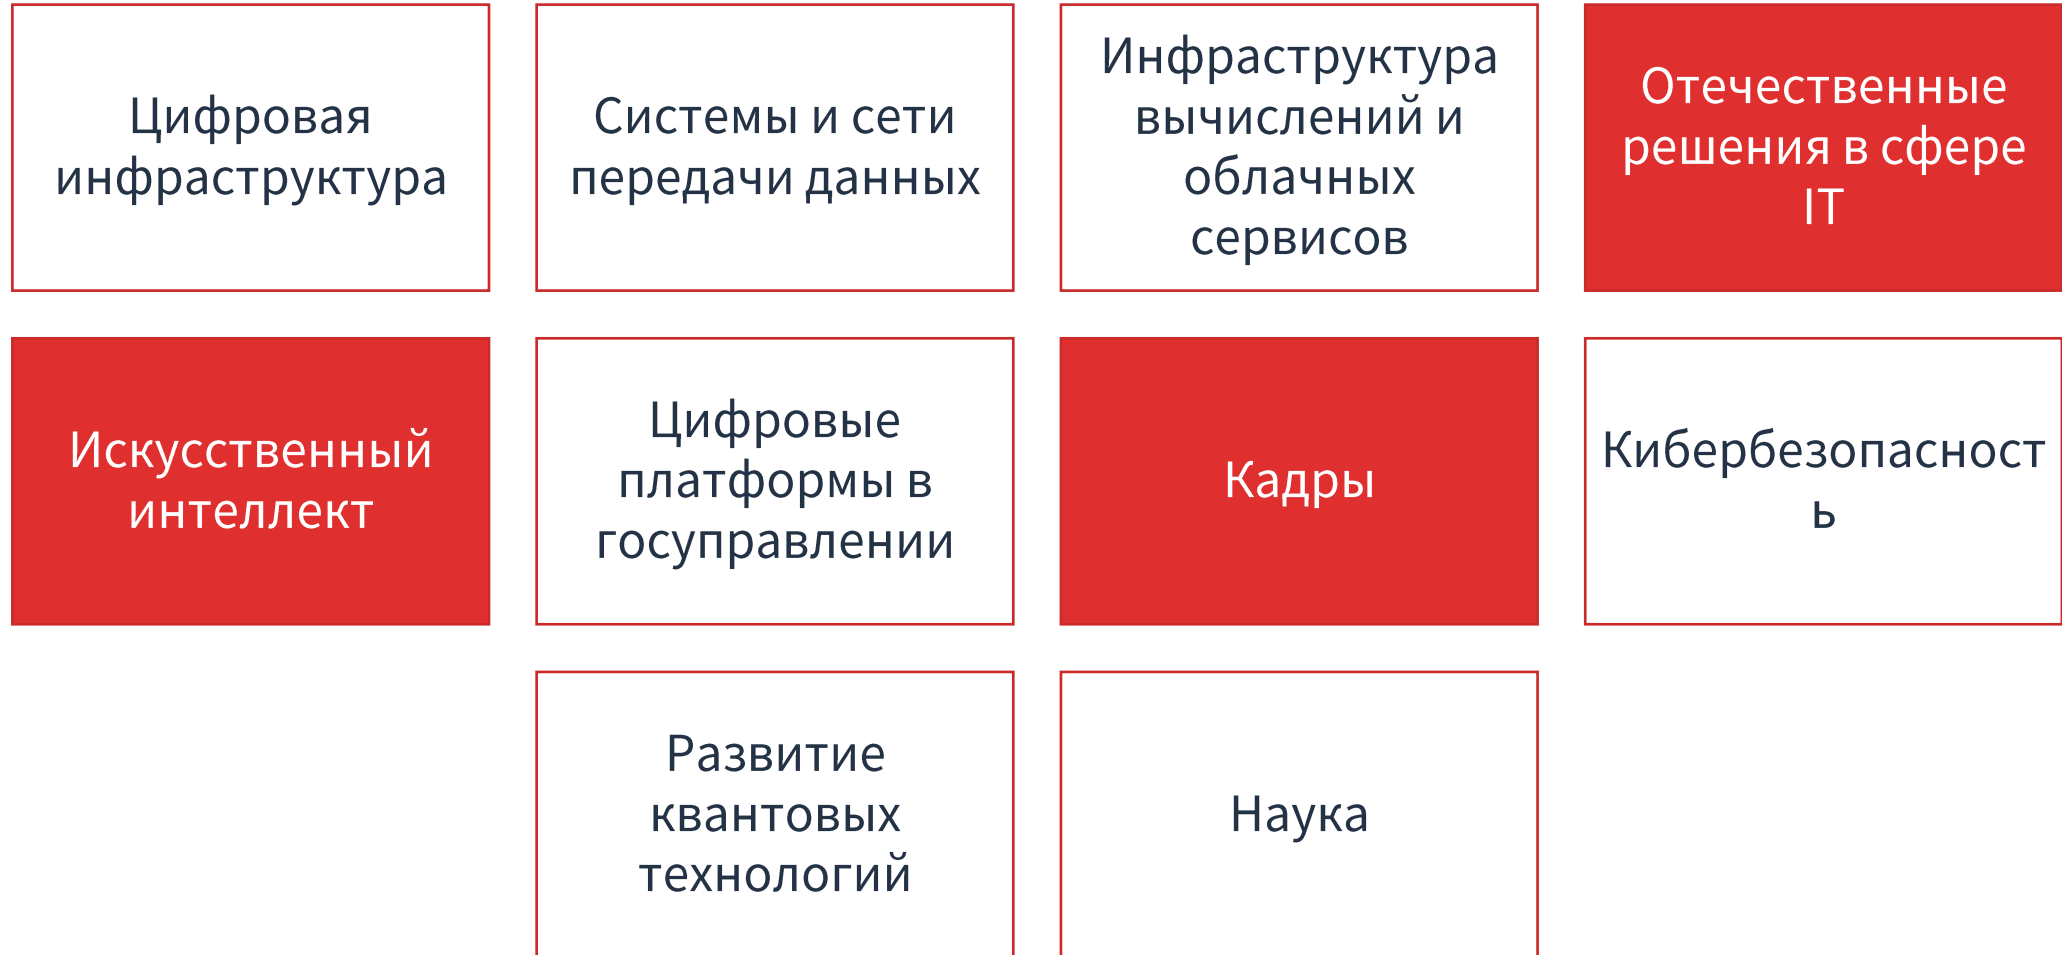 Цифровая
инфраструктура
Системы и сети
передачи данных
Инфраструктура
вычислений и
облачных
сервисов
Отечественные
решения в сфере
IT
Искусственный
интеллект
Цифровые
платформы в
госуправлении
Кадры
Кибербезопасност
ь
Развитие
квантовых
технологий
Наука